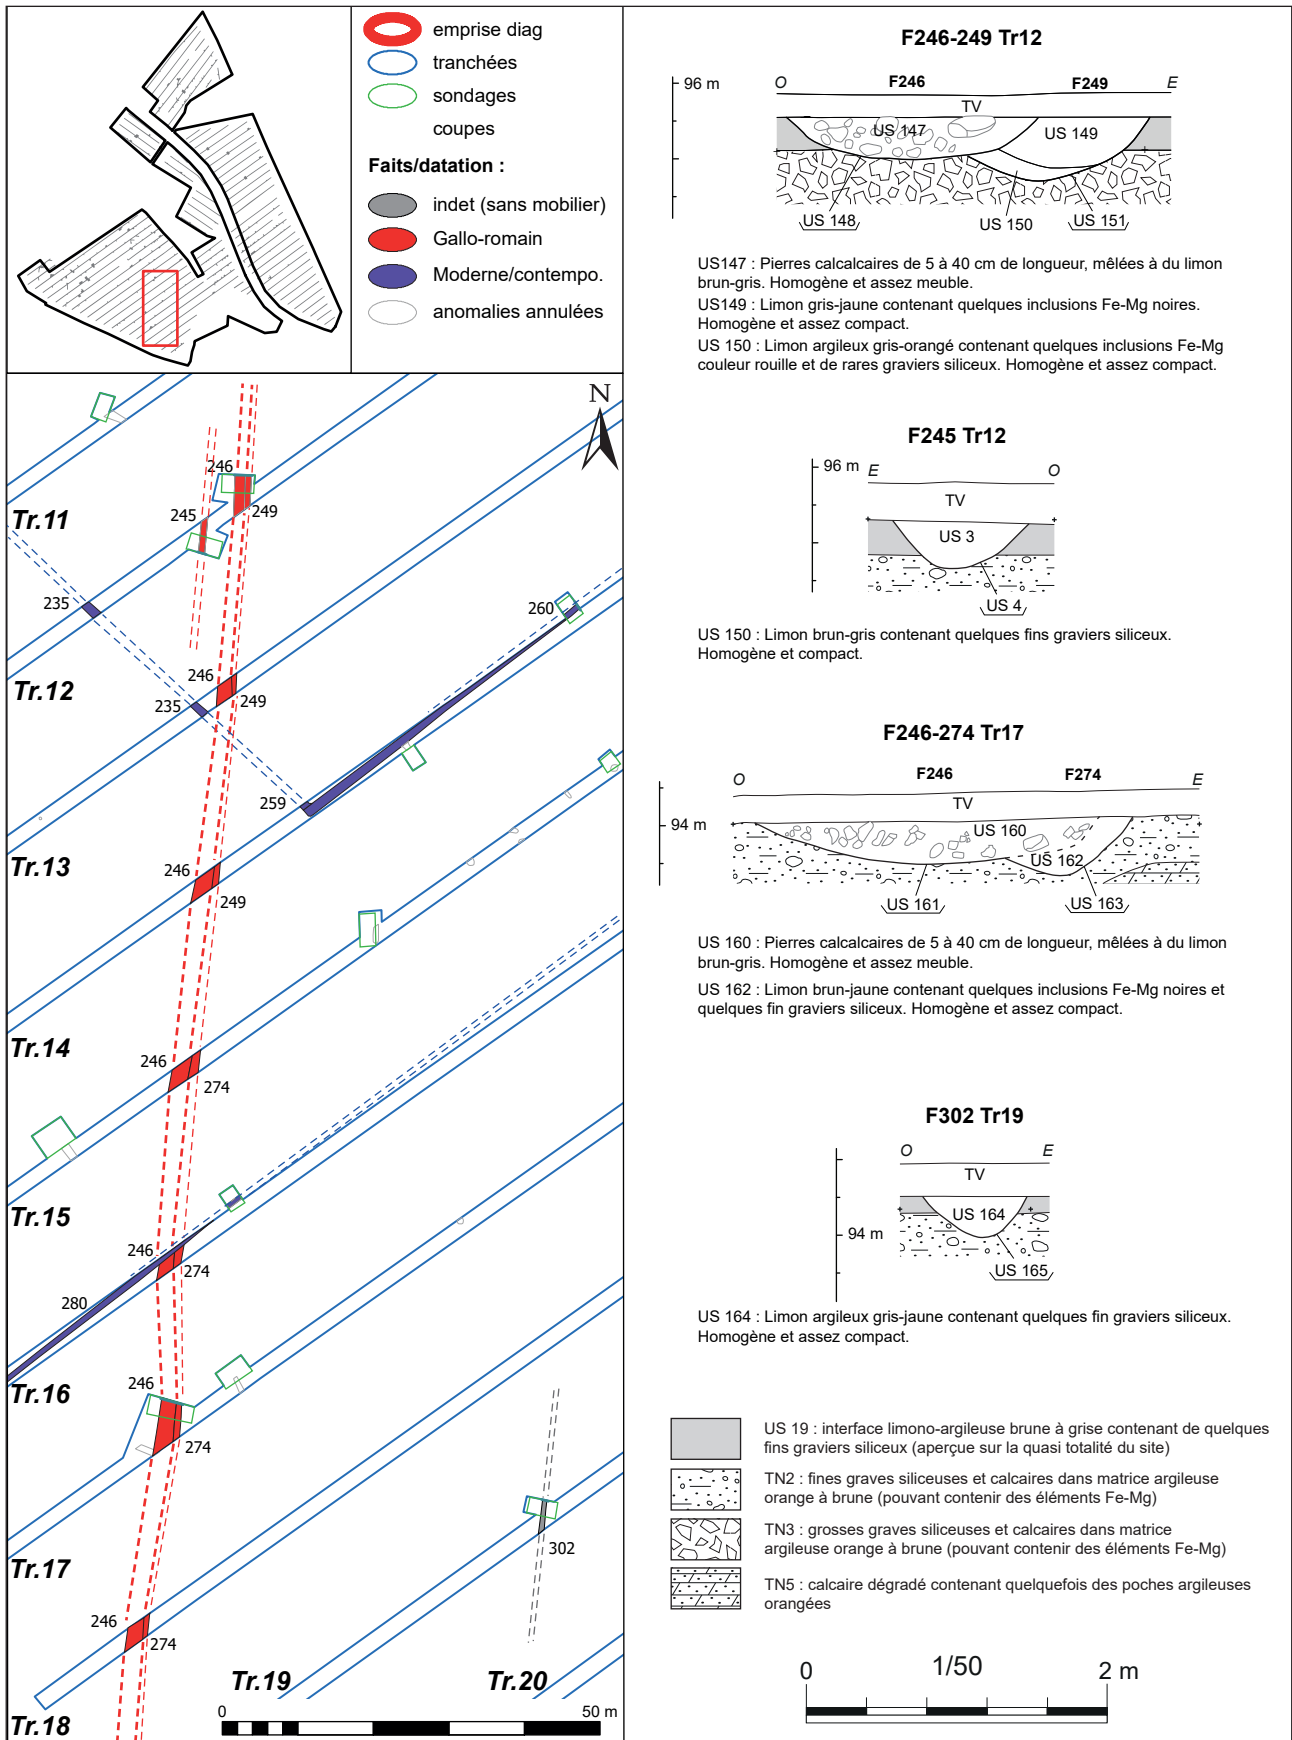 emprise diag
tranchées
sondages
coupes
Faits/datation :
indet (sans mobilier)
Gallo-romain
Moderne/contempo.
anomalies annulées
N
246
249
245
Tr.11
235
260
246
249
235
Tr.12
259
246
249
Tr.13
246
274
Tr.14
Tr.15
246
274
280
246
Tr.16
274
302
Tr.17
246
274
Tr.18
Tr.19
Tr.20
0
50 m
F246-249 Tr12
96 m
O
F246
F249
E
TV
US 147
US 149
US 148
US 150
US 151
US147 : Pierres calcalcaires de 5 à 40 cm de longueur, mêlées à du limon
brun-gris. Homogène et assez meuble.
US149 : Limon gris-jaune contenant quelques inclusions Fe-Mg noires.
Homogène et assez compact.
US 150 : Limon argileux gris-orangé contenant quelques inclusions Fe-Mg
couleur rouille et de rares graviers siliceux. Homogène et assez compact.
F245 Tr12
96 m
E
O
TV
US 3
US 4
US 150 : Limon brun-gris contenant quelques fins graviers siliceux.
Homogène et compact.
F246-274 Tr17
O
F246
F274
E
TV
94 m
US 160
US 162
US 161
US 163
US 160 : Pierres calcalcaires de 5 à 40 cm de longueur, mêlées à du limon
brun-gris. Homogène et assez meuble.
US 162 : Limon brun-jaune contenant quelques inclusions Fe-Mg noires et
quelques fin graviers siliceux. Homogène et assez compact.
F302 Tr19
O
E
TV
US 164
94 m
US 165
US 164 : Limon argileux gris-jaune contenant quelques fin graviers siliceux.
Homogène et assez compact.
US 19 : interface limono-argileuse brune à grise contenant de quelques
fins graviers siliceux (aperçue sur la quasi totalité du site)
TN2 : fines graves siliceuses et calcaires dans matrice argileuse
orange à brune (pouvant contenir des éléments Fe-Mg)
TN3 : grosses graves siliceuses et calcaires dans matrice
argileuse orange à brune (pouvant contenir des éléments Fe-Mg)
TN5 : calcaire dégradé contenant quelquefois des poches argileuses
orangées
0
1/50
2 m